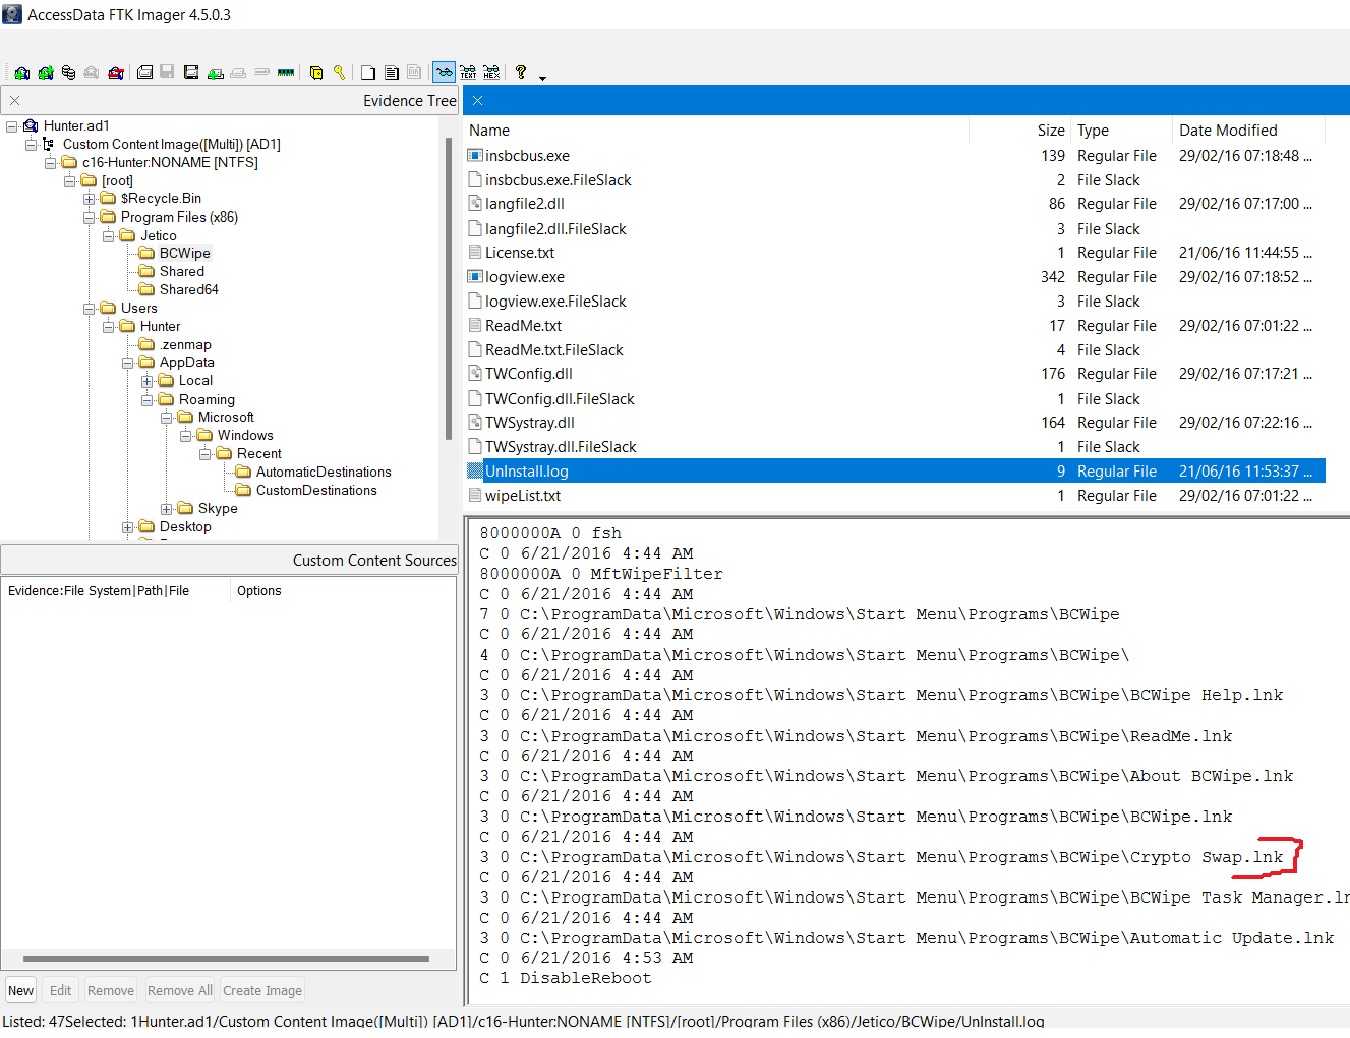 AccessData FTK Imager 4.5.0.3
Evidence Tree
Hunter.ad1
Custom Content Image([Multi]) [AD1]
c16-Hunter:NONAME [NTFS]
[root]
$Recycle.Bin
Program Files (x86)
Jetico
BCWipe
Shared
Shared64
Users
Hunter
.zenmap
AppData
Local
Roaming
Microsoft
Windows
Recent
AutomaticDestinations
CustomDestinations
Skype
Desktop
Custom Content Sources
Evidence:File System|Path|File Options
New Edit Remove Remove All Create Image
Name Size Type Date Modified
insbcbus.exe 139 Regular File 29/02/16 07:18:48 ...
insbcbus.exe.FileSlack 2 File Slack
langfile2.dll 86 Regular File 29/02/16 07:17:00 ...
langfile2.dll.FileSlack 3 File Slack
License.txt 1 Regular File 21/06/16 11:44:55 ...
logview.exe 342 Regular File 29/02/16 07:18:52 ...
logview.exe.FileSlack 3 File Slack
ReadMe.txt 17 Regular File 29/02/16 07:01:22 ...
ReadMe.txt.FileSlack 4 File Slack
TWConfig.dll 176 Regular File 29/02/16 07:17:21 ...
TWConfig.dll.FileSlack 1 File Slack
TWSystray.dll 164 Regular File 29/02/16 07:22:16 ...
TWSystray.dll.FileSlack 1 File Slack
UnInstall.log 9 Regular File 21/06/16 11:53:37 ...
wipeList.txt 1 Regular File 29/02/16 07:01:22 ...
8000000A 0 fsh
C 0 6/21/2016 4:44 AM
8000000A 0 MftWipeFilter
C 0 6/21/2016 4:44 AM
7 0 C:\ProgramData\Microsoft\Windows\Start Menu\Programs\BCWipe
C 0 6/21/2016 4:44 AM
4 0 C:\ProgramData\Microsoft\Windows\Start Menu\Programs\BCWipe\
C 0 6/21/2016 4:44 AM
3 0 C:\ProgramData\Microsoft\Windows\Start Menu\Programs\BCWipe\BCWipe Help.lnk
C 0 6/21/2016 4:44 AM
3 0 C:\ProgramData\Microsoft\Windows\Start Menu\Programs\BCWipe\ReadMe.lnk
C 0 6/21/2016 4:44 AM
3 0 C:\ProgramData\Microsoft\Windows\Start Menu\Programs\BCWipe\About BCWipe.lnk
C 0 6/21/2016 4:44 AM
3 0 C:\ProgramData\Microsoft\Windows\Start Menu\Programs\BCWipe\BCWipe.lnk
C 0 6/21/2016 4:44 AM
3 0 C:\ProgramData\Microsoft\Windows\Start Menu\Programs\BCWipe\Crypto Swap.lnk
C 0 6/21/2016 4:44 AM
3 0 C:\ProgramData\Microsoft\Windows\Start Menu\Programs\BCWipe\BCWipe Task Manager.ln
C 0 6/21/2016 4:44 AM
3 0 C:\ProgramData\Microsoft\Windows\Start Menu\Programs\BCWipe\Automatic Update.lnk
C 0 6/21/2016 4:53 AM
C 1 DisableReboot
Listed: 47Selected: 1Hunter.ad1/Custom Content Image([Multi]) [AD1]/c16-Hunter:NONAME [NTFS]/[root]/Program Files (x86)/Jetico/BCWipe/UnInstall.log